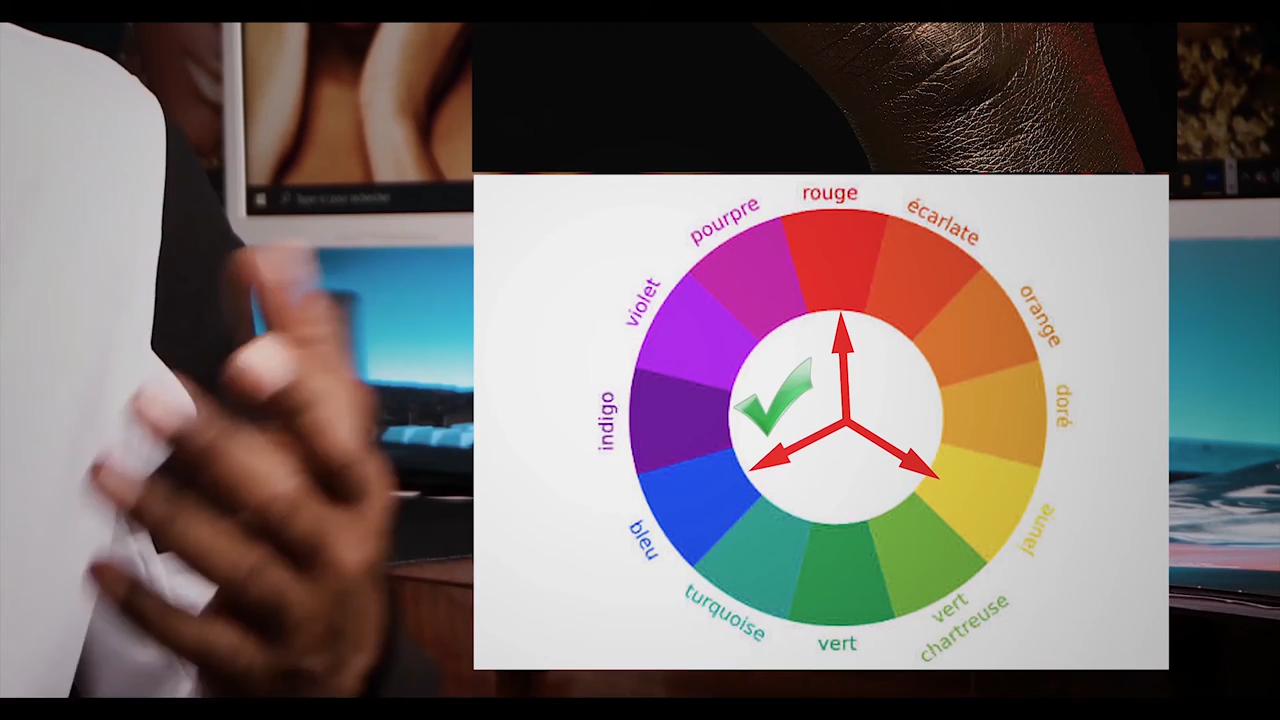 rouge
écarlate
orange
doré
jaune
vert
chartreuse
vert
turquoise
bleu
indigo
violet
pourpre